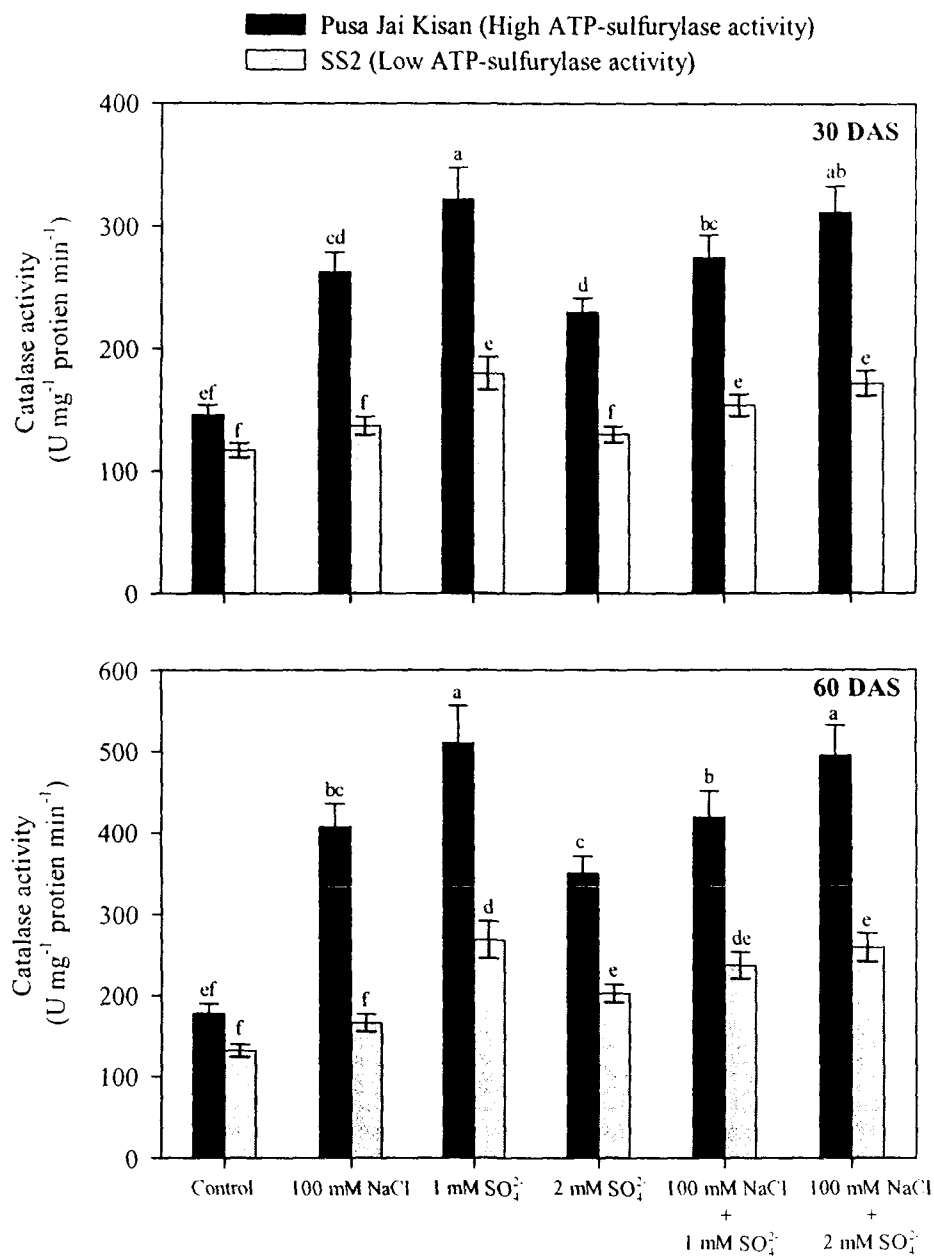 Pusa Jai Kisan (High ATP-sulfurylase activity)
SS2 (Low ATP-sulfurylase activity)
30 DAS
Catalase activity
(U mg⁻¹ protien min⁻¹)
400
300
200
100
0
ef
f
cd
f
a
e
d
f
bc
e
ab
e
60 DAS
Catalase activity
(U mg⁻¹ protien min⁻¹)
600
500
400
300
200
100
0
ef
f
bc
f
a
d
c
e
b
de
a
e
Control 100 mM NaCl 1 mM SO₄²⁻ 2 mM SO₄²⁻ 100 mM NaCl 100 mM NaCl
+ +
1 mM SO₄²⁻ 2 mM SO₄²⁻